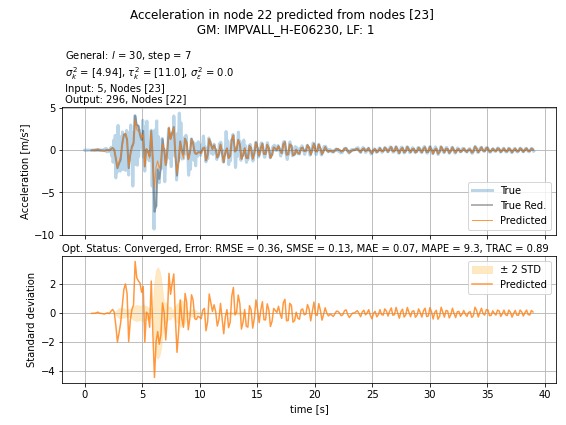 Acceleration in node 22 predicted from nodes [23]
GM: IMPVALL_H-E06230, LF: 1
General: l = 30, step = 7
σ²ₖ = [4.94], τ²ₖ = [11.0], σ²ε = 0.0
Input: 5, Nodes [23]
Output: 296, Nodes [22]
Acceleration [m/s²]
5
0
−5
−10
True
True Red.
Predicted
Opt. Status: Converged, Error: RMSE = 0.36, SMSE = 0.13, MAE = 0.07, MAPE = 9.3, TRAC = 0.89
Standard deviation
2
0
−2
−4
± 2 STD
Predicted
0 5 10 15 20 25 30 35 40
time [s]